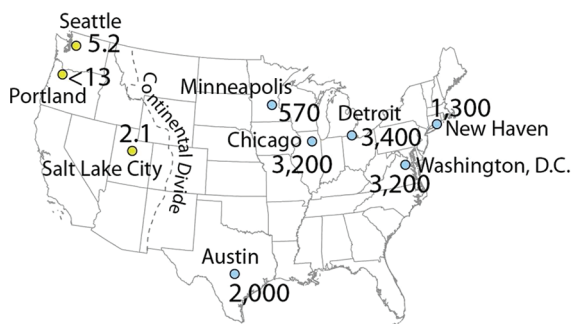 Seattle
5.2
<13
Portland
Continental Divide
Minneapolis
570
Detroit
3,400
1,300
New Haven
Chicago
3,200
2.1
Salt Lake City
Washington, D.C.
3,200
Austin
2,000